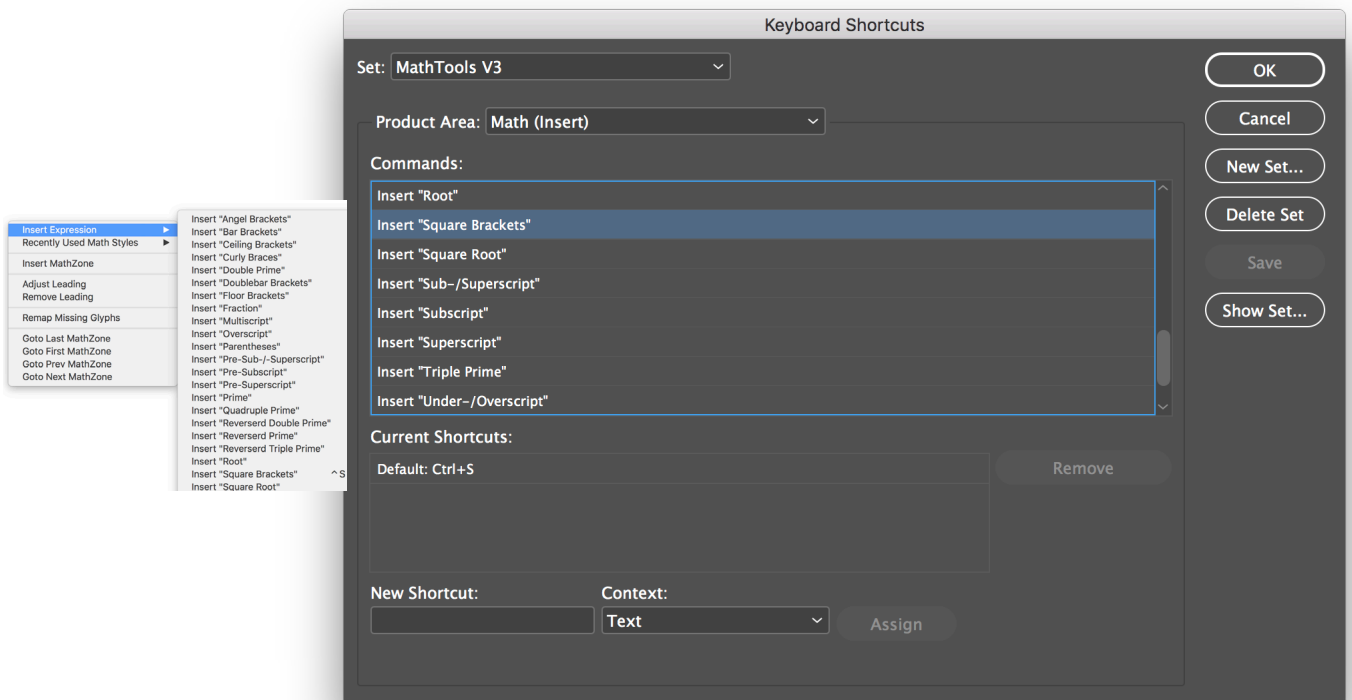 Insert Expression ▶
Recently Used Math Styles ▶
Insert MathZone
Adjust Leading
Remove Leading
Remap Missing Glyphs
Goto Last MathZone
Goto First MathZone
Goto Prev MathZone
Goto Next MathZone
Insert "Angel Brackets"
Insert "Bar Brackets"
Insert "Ceiling Brackets"
Insert "Curly Braces"
Insert "Double Prime"
Insert "Doublebar Brackets"
Insert "Floor Brackets"
Insert "Fraction"
Insert "Multiscript"
Insert "Overscript"
Insert "Parentheses"
Insert "Pre-Sub-/-Superscript"
Insert "Pre-Subscript"
Insert "Pre-Superscript"
Insert "Prime"
Insert "Quadruple Prime"
Insert "Reverserd Double Prime"
Insert "Reverserd Prime"
Insert "Reverserd Triple Prime"
Insert "Root"
Insert "Square Brackets" ^S
Insert "Square Root"
Keyboard Shortcuts
Set: MathTools V3
Product Area: Math (Insert)
Commands:
Insert "Root"
Insert "Square Brackets"
Insert "Square Root"
Insert "Sub-/Superscript"
Insert "Subscript"
Insert "Superscript"
Insert "Triple Prime"
Insert "Under-/Overscript"
Current Shortcuts:
Default: Ctrl+S
Remove
New Shortcut:
Context:
Text
Assign
OK
Cancel
New Set...
Delete Set
Save
Show Set...